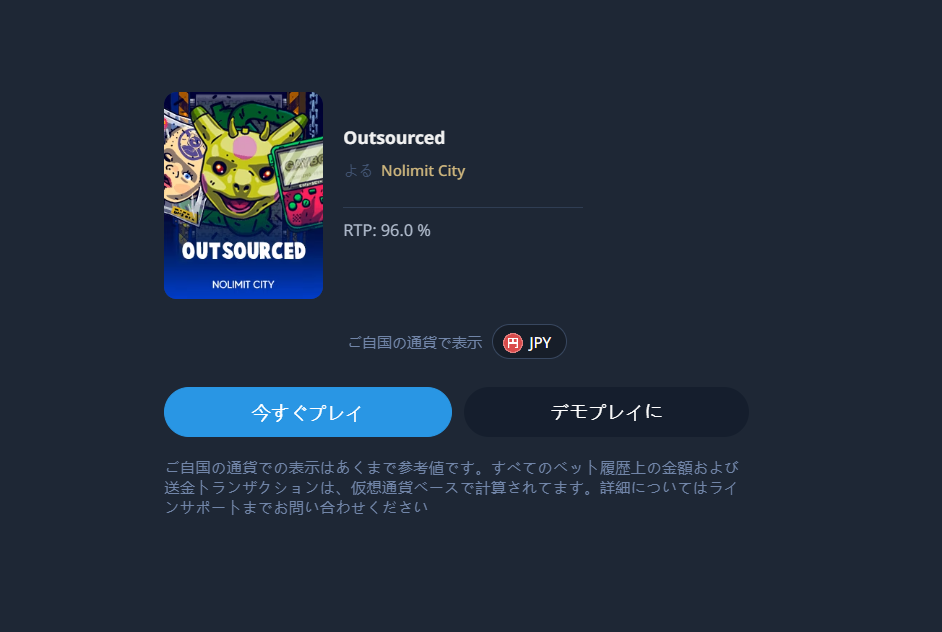 Outsourced
よる Nolimit City
RTP: 96.0 %
OUTSOURCED
NOLIMIT CITY
ご自国の通貨で表示 円 JPY
今すぐプレイ
デモプレイに
ご自国の通貨での表示はあくまで参考値です。すべてのベット履歴上の金額および
送金トランザクションは、仮想通貨ベースで計算されてます。詳細についてはライ
ンサポートまでお問い合わせください